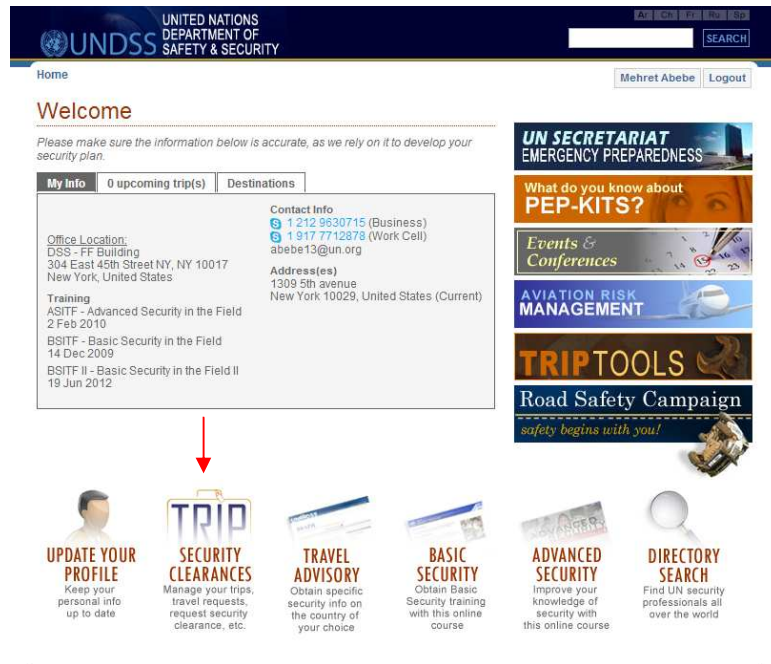 UNDSS
UNITED NATIONS
DEPARTMENT OF
SAFETY & SECURITY
Ar Ch Fr Ru Sp
SEARCH
Home
Mehret Abebe Logout
Welcome
Please make sure the information below is accurate, as we rely on it to develop your
security plan.
My Info 0 upcoming trip(s) Destinations
Office Location:
DSS - FF Building
304 East 45th Street NY, NY 10017
New York, United States
Training
ASITF - Advanced Security in the Field
2 Feb 2010
BSITF - Basic Security in the Field
14 Dec 2009
BSITF II - Basic Security in the Field II
19 Jun 2012
Contact Info
1 212 9630715 (Business)
1 917 7712878 (Work Cell)
abebe13@un.org
Address(es)
1309 5th avenue
New York 10029, United States (Current)
UN SECRETARIAT
EMERGENCY PREPAREDNESS
What do you know about
PEP-KITS?
Events &
Conferences
AVIATION RISK
MANAGEMENT
TRIPTOOLS
Road Safety Campaign
safety begins with you!
UPDATE YOUR
PROFILE
Keep your
personal info
up to date
TRIP
SECURITY
CLEARANCES
Manage your trips,
travel requests,
request security
clearance, etc.
TRAVEL
ADVISORY
Obtain specific
security info on
the country of
your choice
BASIC
SECURITY
Obtain Basic
Security training
with this online
course
ADVANCED
SECURITY
Improve your
knowledge of
security with
this online course
DIRECTORY
SEARCH
Find UN security
professionals all
over the world